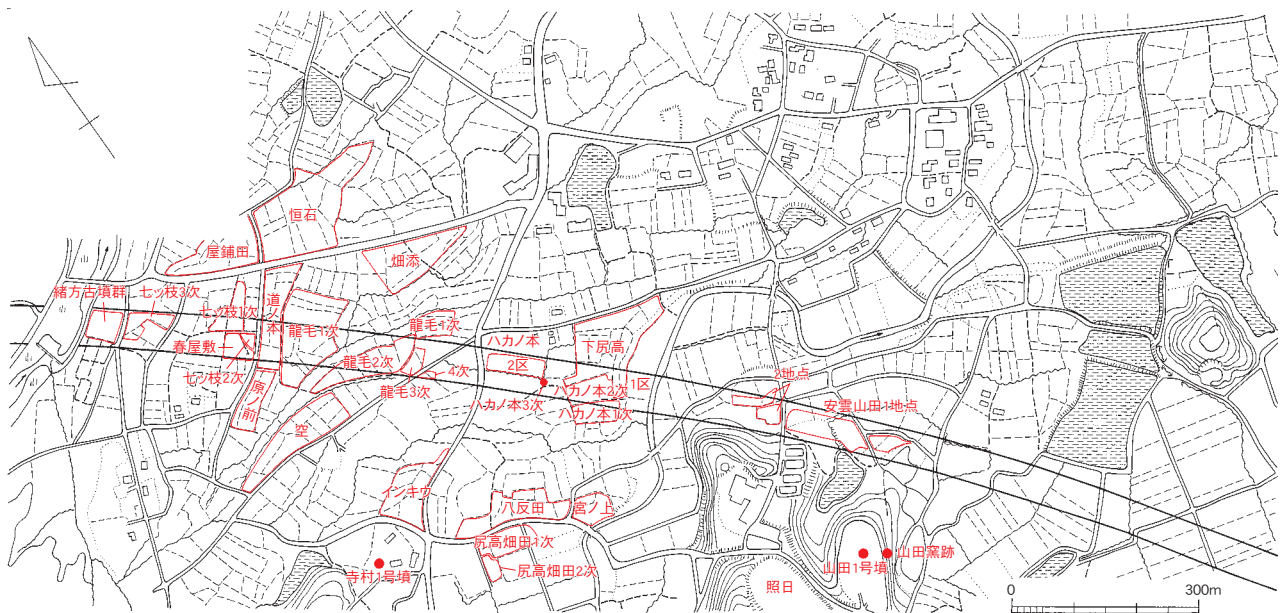 恒石
屋鋪田
畑添
緒方古墳群
七ッ枝3次
七ッ枝1次
道ノ本
龍毛1次
龍毛1次
春屋敷
七ッ枝2次
原ノ前
龍毛2次
4次
龍毛3次
空
ハカノ本
2区
下尻高
1区
ハカノ本2次
ハカノ本3次
ハカノ本1次
2地点
安雲山田1地点
インキウ
八反田
宮ノ上
尻高畑田1次
尻高畑田2次
寺村1号墳
山田1号墳
山田窯跡
照日
0
300m